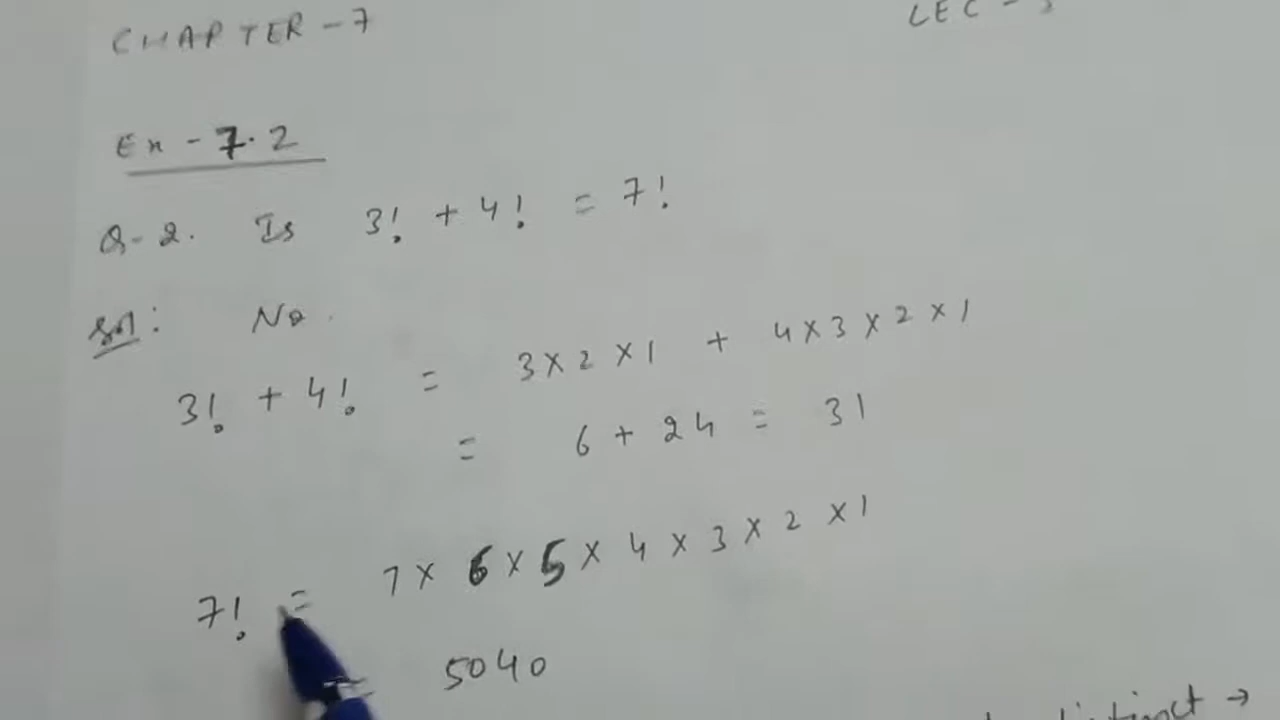 CHAPTER-7
LEC -
Ex - 7.2
Q-2. Is 3! + 4! = 7!
Sol: No.
3! + 4! = 3×2×1 + 4×3×2×1
= 6 + 24 = 31
7! = 7× 6×5× 4 × 3 × 2 ×1
5040
→